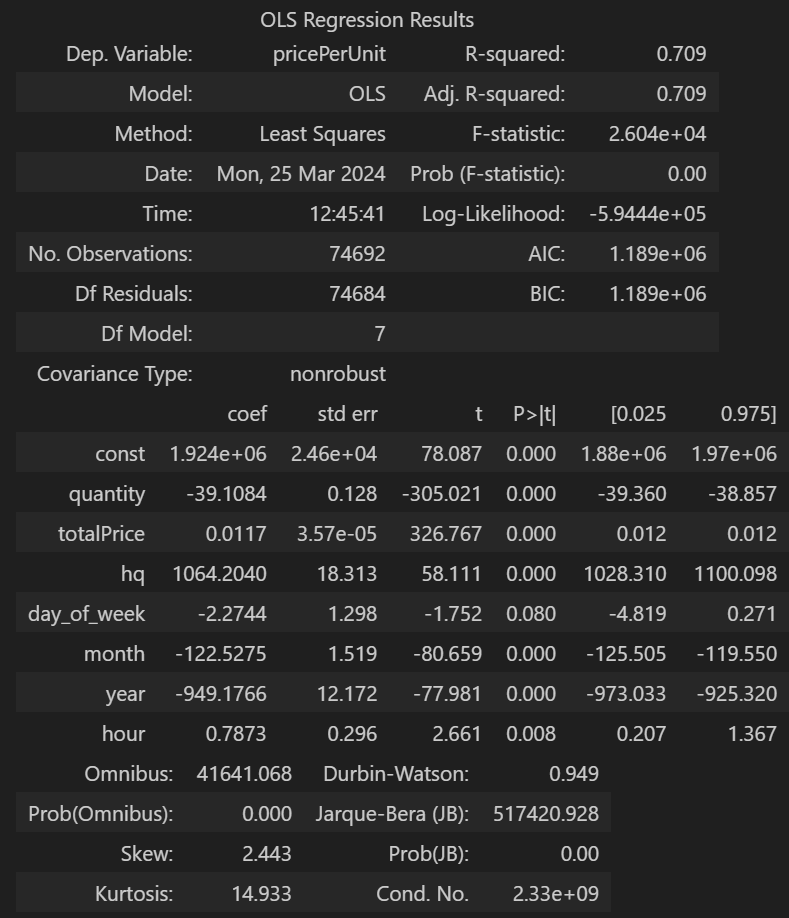 OLS Regression Results
Dep. Variable: pricePerUnit R-squared: 0.709
Model: OLS Adj. R-squared: 0.709
Method: Least Squares F-statistic: 2.604e+04
Date: Mon, 25 Mar 2024 Prob (F-statistic): 0.00
Time: 12:45:41 Log-Likelihood: -5.9444e+05
No. Observations: 74692 AIC: 1.189e+06
Df Residuals: 74684 BIC: 1.189e+06
Df Model: 7
Covariance Type: nonrobust
coef std err t P>|t| [0.025 0.975]
const 1.924e+06 2.46e+04 78.087 0.000 1.88e+06 1.97e+06
quantity -39.1084 0.128 -305.021 0.000 -39.360 -38.857
totalPrice 0.0117 3.57e-05 326.767 0.000 0.012 0.012
hq 1064.2040 18.313 58.111 0.000 1028.310 1100.098
day_of_week -2.2744 1.298 -1.752 0.080 -4.819 0.271
month -122.5275 1.519 -80.659 0.000 -125.505 -119.550
year -949.1766 12.172 -77.981 0.000 -973.033 -925.320
hour 0.7873 0.296 2.661 0.008 0.207 1.367
Omnibus: 41641.068 Durbin-Watson: 0.949
Prob(Omnibus): 0.000 Jarque-Bera (JB): 517420.928
Skew: 2.443 Prob(JB): 0.00
Kurtosis: 14.933 Cond. No. 2.33e+09